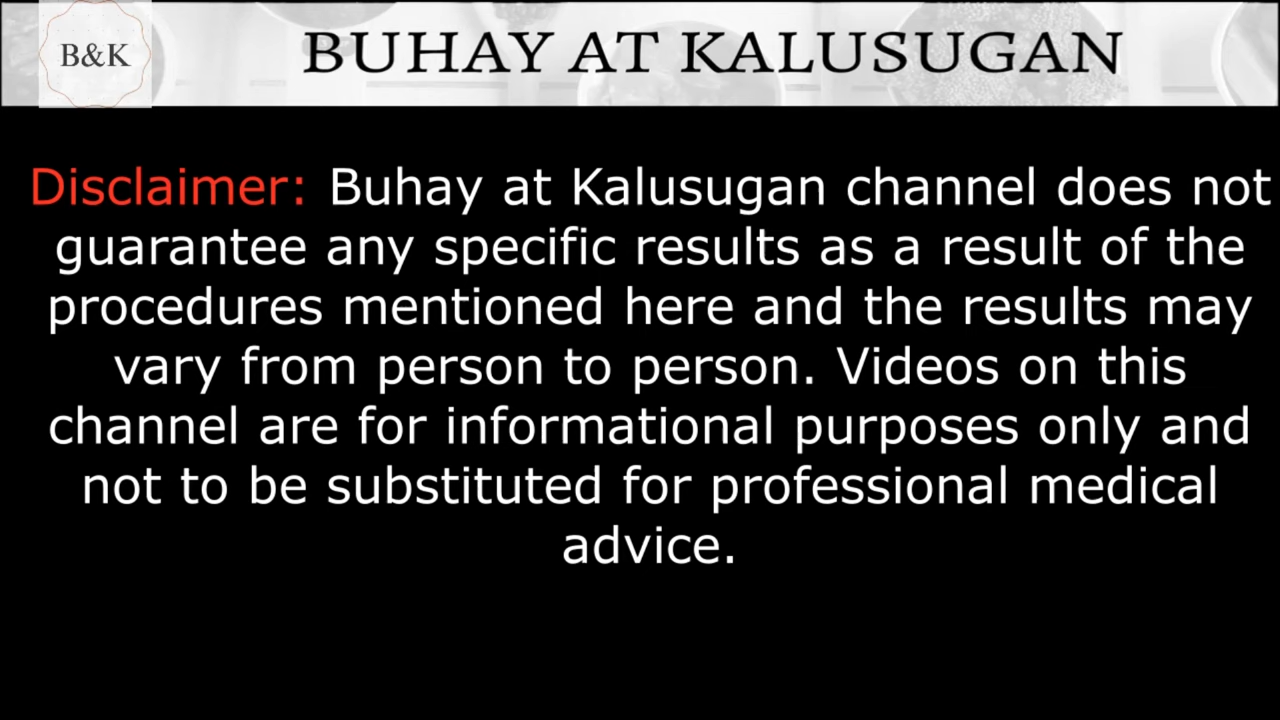 B&K
BUHAY AT KALUSUGAN
Disclaimer: Buhay at Kalusugan channel does not
guarantee any specific results as a result of the
procedures mentioned here and the results may
vary from person to person. Videos on this
channel are for informational purposes only and
not to be substituted for professional medical
advice.